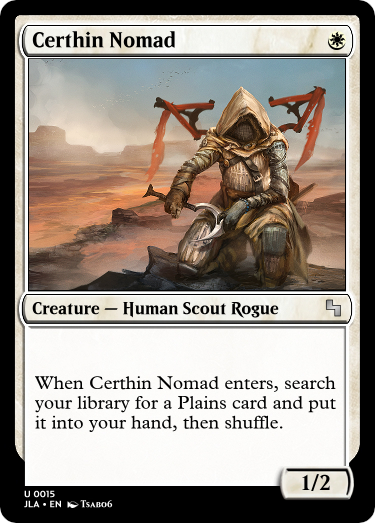 Certhin Nomad
Creature — Human Scout Rogue
When Certhin Nomad enters, search
your library for a Plains card and put
it into your hand, then shuffle.
1/2
U 0015
JLA • EN Tsabo6